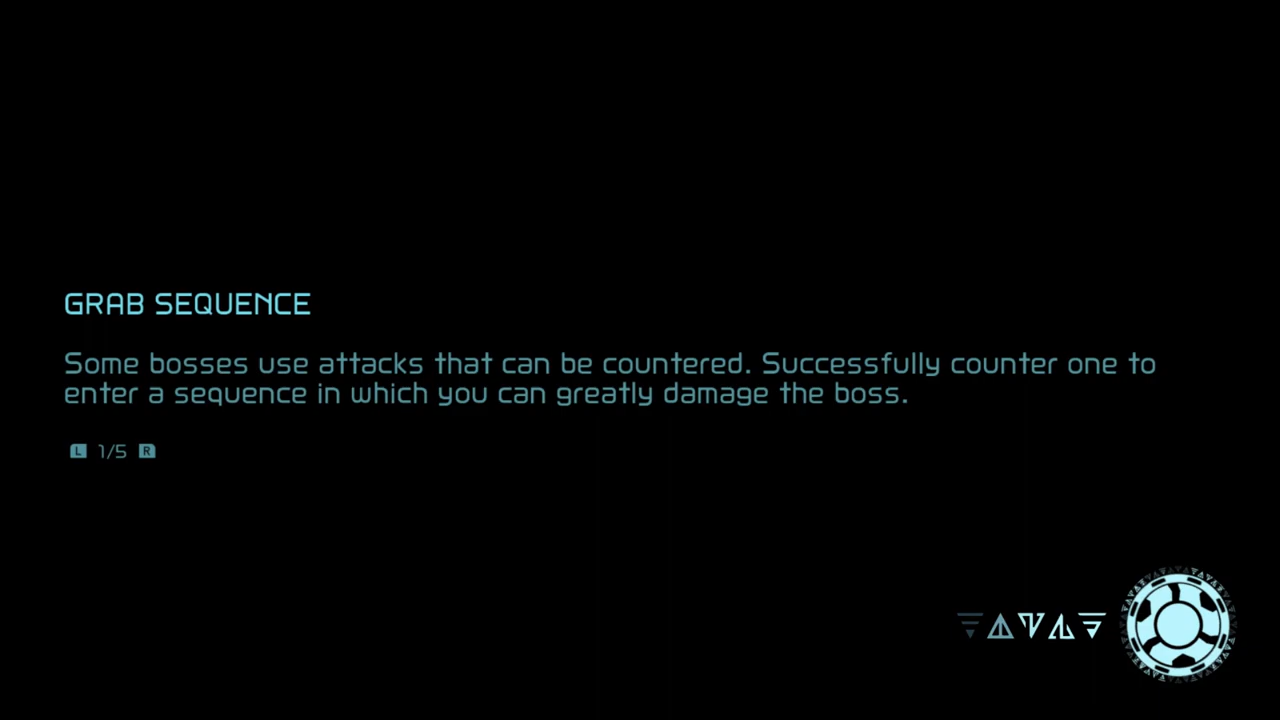 GRAB SEQUENCE
Some bosses use attacks that can be countered. Successfully counter one to
enter a sequence in which you can greatly damage the boss.
L 1/5 R